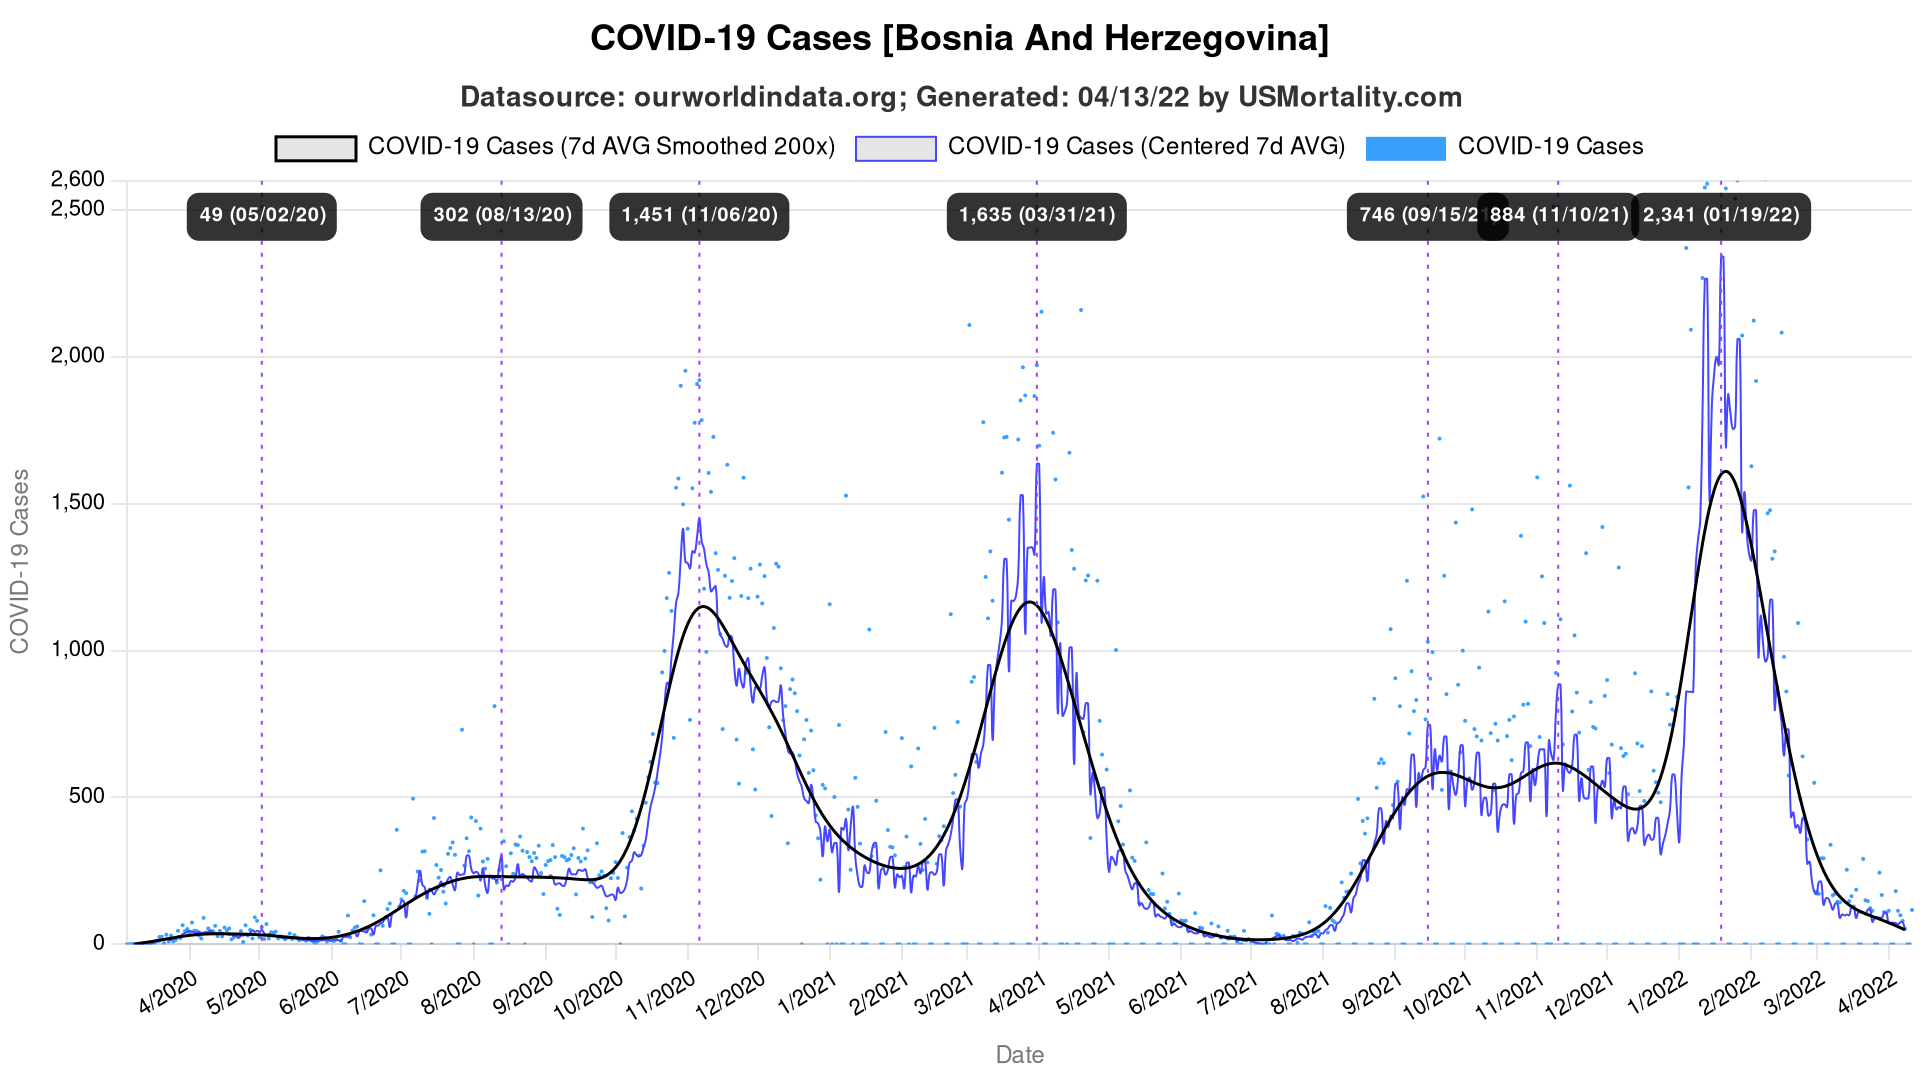 COVID-19 Cases [Bosnia And Herzegovina]
Datasource: ourworldindata.org; Generated: 04/13/22 by USMortality.com
COVID-19 Cases (7d AVG Smoothed 200x) COVID-19 Cases (Centered 7d AVG) COVID-19 Cases
2,600
2,500
2,000
1,500
1,000
500
0
COVID-19 Cases
49 (05/02/20) 302 (08/13/20) 1,451 (11/06/20) 1,635 (03/31/21) 746 (09/15/2 884 (11/10/21) 2,341 (01/19/22)
4/2020 5/2020 6/2020 7/2020 8/2020 9/2020 10/2020 11/2020 12/2020 1/2021 2/2021 3/2021 4/2021 5/2021 6/2021 7/2021 8/2021 9/2021 10/2021 11/2021 12/2021 1/2022 2/2022 3/2022 4/2022
Date